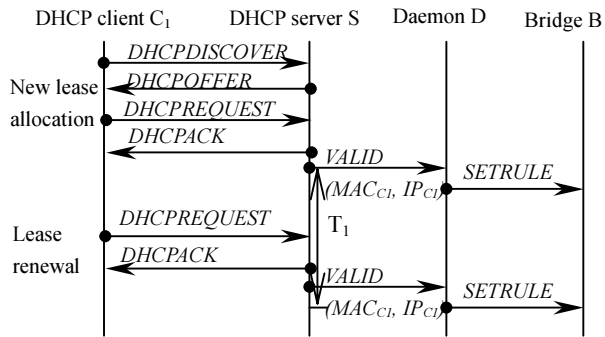 DHCP client C1 DHCP server S Daemon D Bridge B
DHCPDISCOVER
New lease allocation
DHCPOFFER
DHCPREQUEST
DHCPACK
VALID
(MACC1, IPC1)
SETRULE
T1
Lease renewal
DHCPREQUEST
DHCPACK
VALID
(MACC1, IPC1)
SETRULE